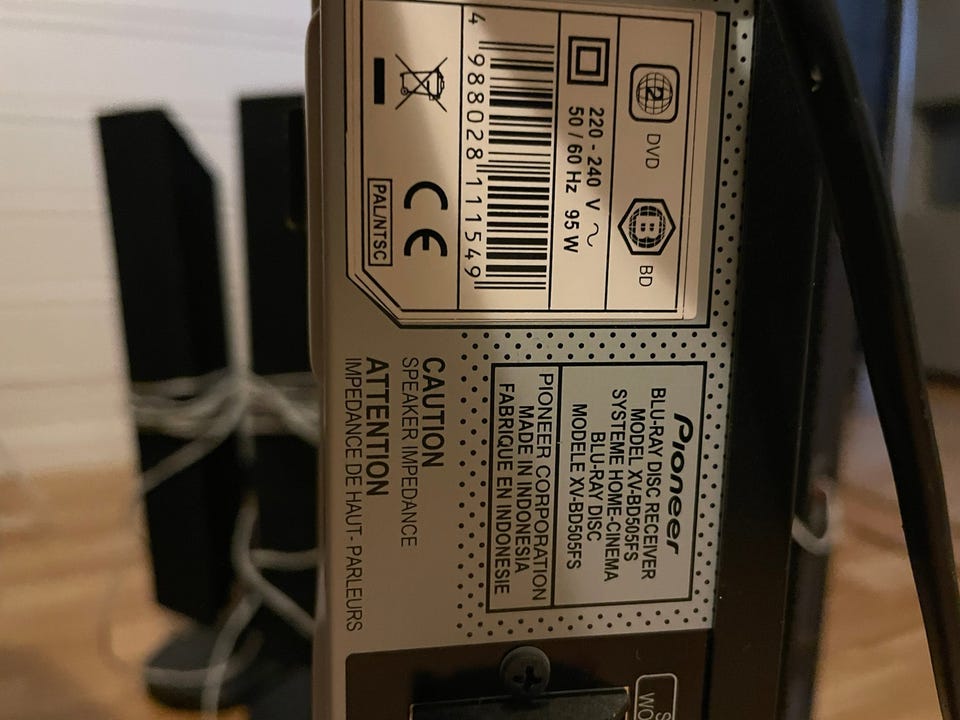 2
DVD
B
BD
220 - 240 V ~
50 / 60 Hz 95 W
4 988028 111549
CE
PAL/NTSC
Pioneer
BLU-RAY DISC RECEIVER
MODEL XV-BD505FS
SYSTEME HOME-CINEMA
BLU-RAY DISC
MODELE XV-BD505FS
PIONEER CORPORATION
MADE IN INDONESIA
FABRIQUE EN INDONESIE
CAUTION
SPEAKER IMPEDANCE
ATTENTION
IMPEDANCE DE HAUT- PARLEURS